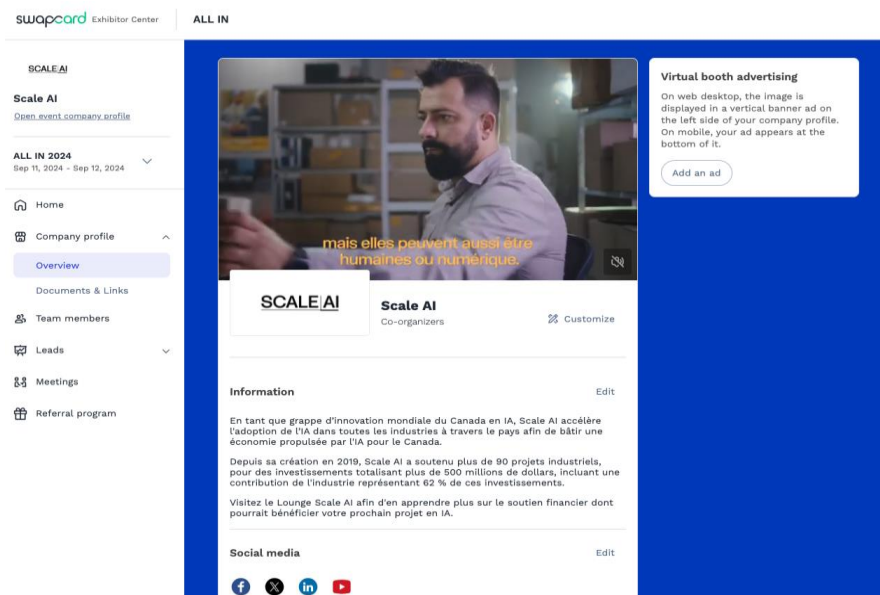 swapcard Exhibitor Center
ALL IN
SCALE AI
Scale AI
Open event company profile
ALL IN 2024
Sep 11, 2024 - Sep 12, 2024
Home
Company profile
Overview
Documents & Links
Team members
Leads
Meetings
Referral program
mais elles peuvent aussi être
humaines ou numérique.
SCALE AI
Scale AI
Co-organizers
Customize
Information
Edit
En tant que grappe d'innovation mondiale du Canada en IA, Scale AI accélère
l'adoption de l'IA dans toutes les industries à travers le pays afin de bâtir une
économie propulsée par l'IA pour le Canada.
Depuis sa création en 2019, Scale AI a soutenu plus de 90 projets industriels,
pour des investissements totalisant plus de 500 millions de dollars, incluant une
contribution de l'industrie représentant 62 % de ces investissements.
Visitez le Lounge Scale AI afin d'en apprendre plus sur le soutien financier dont
pourrait bénéficier votre prochain projet en IA.
Social media
Edit
Virtual booth advertising
On web desktop, the image is
displayed in a vertical banner ad on
the left side of your company profile.
On mobile, your ad appears at the
bottom of it.
Add an ad